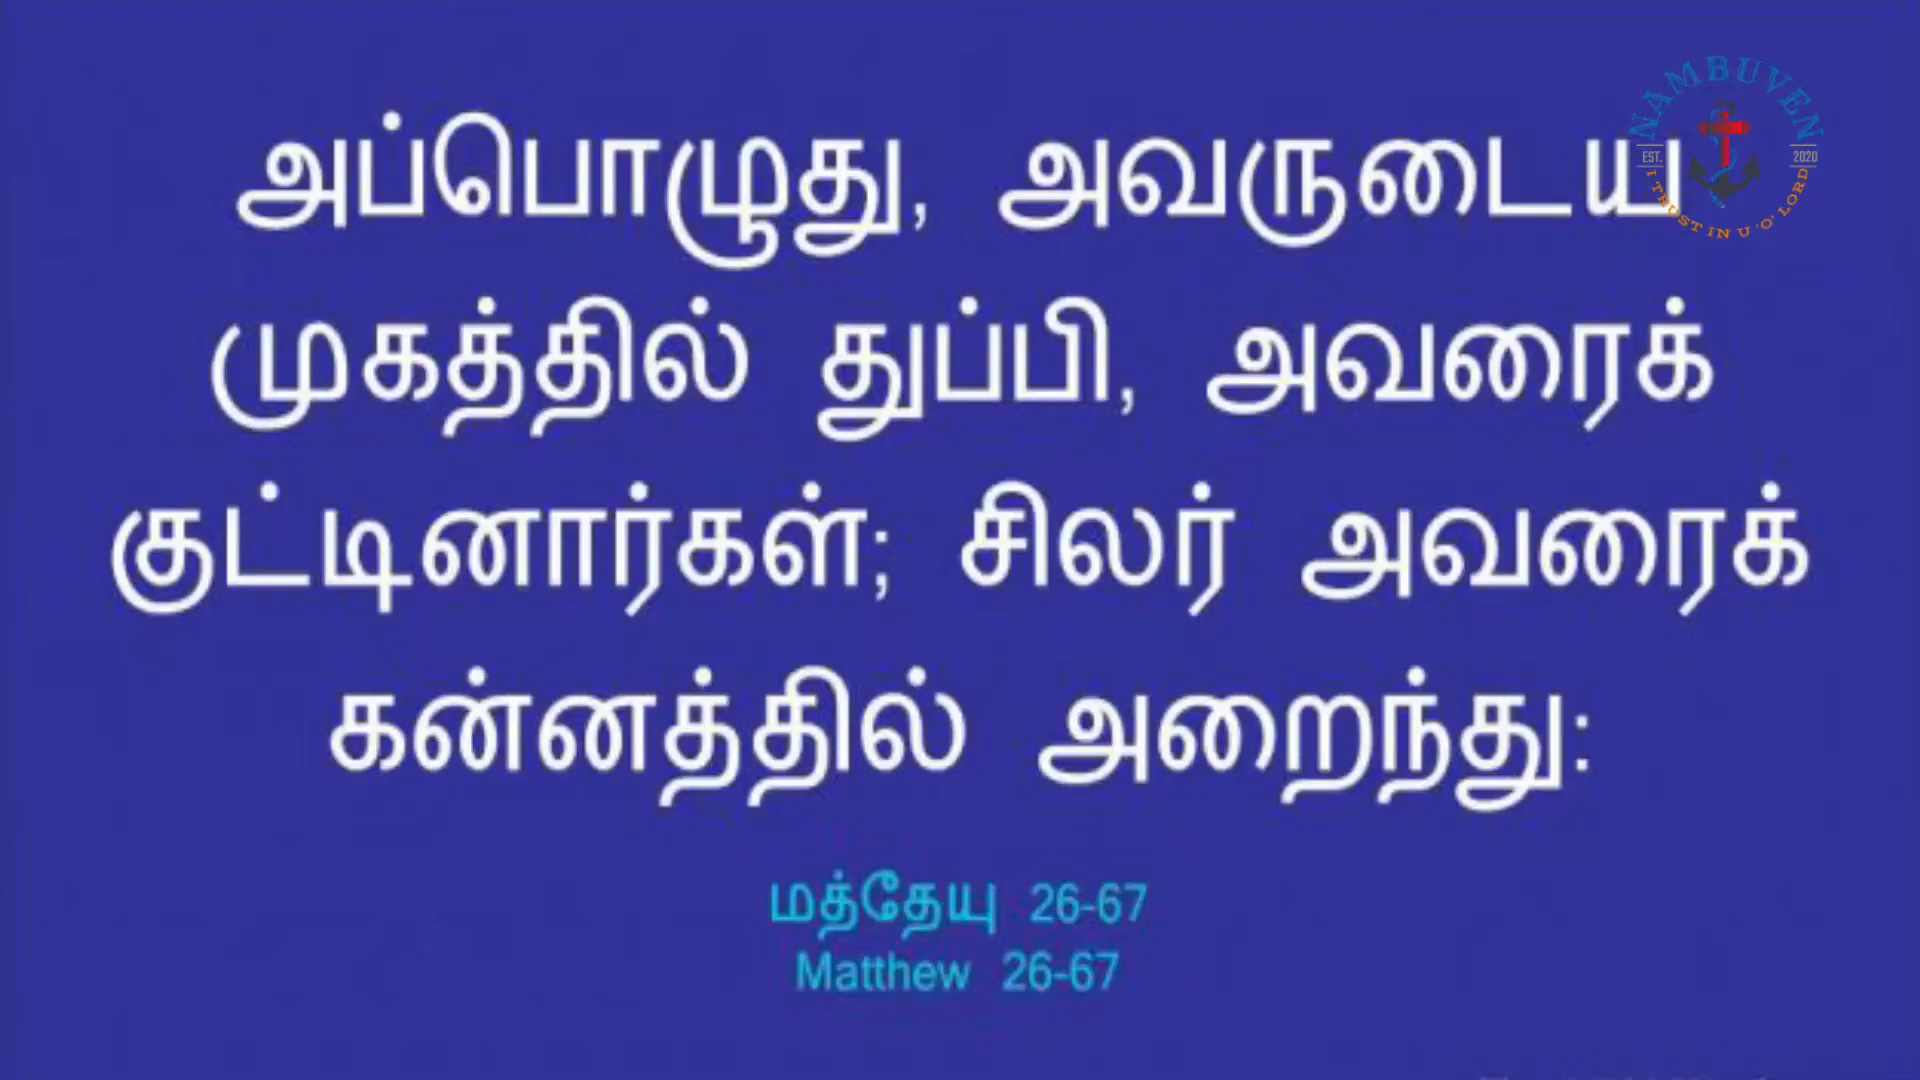 அப்பொழுது, அவருடைய
முகத்தில் துப்பி, அவரைக்
குட்டினார்கள்; சிலர் அவரைக்
கன்னத்தில் அறைந்து:
மத்தேயு 26-67
Matthew 26-67
NAMBUVEN
EST. 2020
I TRUST IN U 'O' LORD